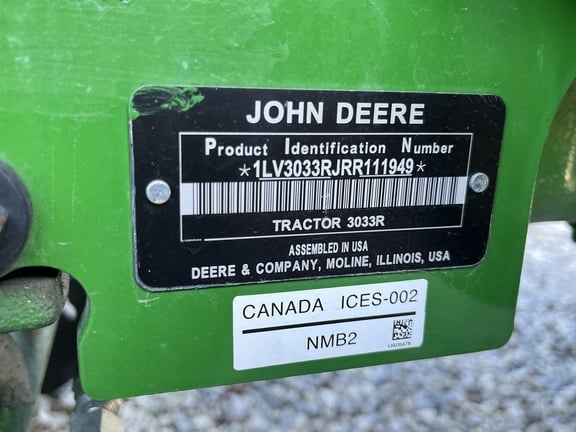 JOHN DEERE
Product Identification Number
*1LV3033RJRR111949*
TRACTOR 3033R
ASSEMBLED IN USA
DEERE & COMPANY, MOLINE, ILLINOIS, USA
CANADA ICES-002
NMB2